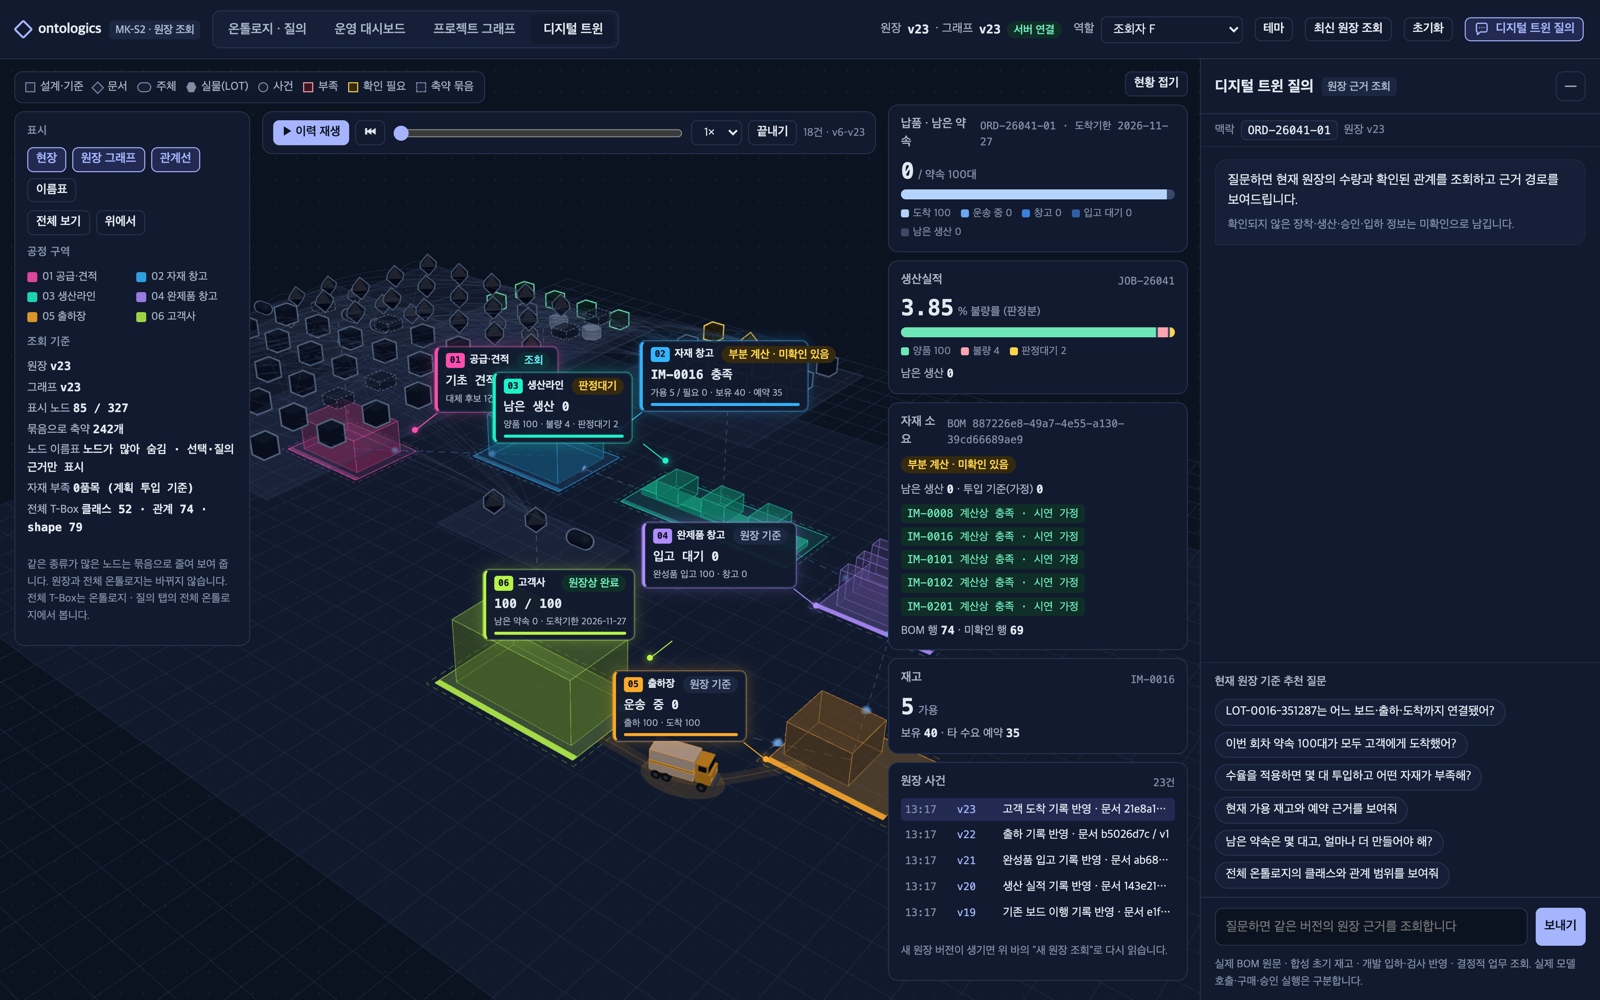 ontologics MK-S2 · 원장 조회 온톨로지 · 질의 운영 대시보드 프로젝트 그래프 디지털 트윈 원장 v23 · 그래프 v23 서버 연결 역할 조회자 F 테마 최신 원장 조회 초기화 디지털 트윈 질의
설계·기준 문서 주체 실물(LOT) 사건 부족 확인 필요 축약 묶음
현황 접기
표시
현장 원장 그래프 관계선
이름표
전체 보기 위에서
공정 구역
01 공급·견적 02 자재 창고
03 생산라인 04 완제품 창고
05 출하장 06 고객사
조회 기준
원장 v23
그래프 v23
표시 노드 85 / 327
묶음으로 축약 242개
노드 이름표 노드가 많아 숨김 · 선택·질의
근거만 표시
자재 부족 0품목 (계획 투입 기준)
전체 T-Box 클래스 52 · 관계 74 ·
shape 79
같은 종류가 많은 노드는 묶음으로 줄여 보여 줍
니다. 원장과 전체 온톨로지는 바뀌지 않습니다.
전체 T-Box는 온톨로지 · 질의 탭의 전체 온톨로
지에서 봅니다.
이력 재생 1× 끝내기 18건 · v6-v23
01 공급·견적 조회
기초 견적
대체 후보 1건
03 생산라인 판정대기
남은 생산 0
양품 100 · 불량 4 · 판정대기 2
02 자재 창고 부분 계산 · 미확인 있음
IM-0016 충족
가용 5 / 필요 0 · 보유 40 · 예약 35
04 완제품 창고 원장 기준
입고 대기 0
완성품 입고 100 · 창고 0
06 고객사 원장상 완료
100 / 100
남은 약속 0 · 도착기한 2026-11-27
05 출하장 원장 기준
운송 중 0
출하 100 · 도착 100
납품 · 남은 약속 ORD-26041-01 · 도착기한 2026-11-27
0 / 약속 100대
도착 100 운송 중 0 창고 0 입고 대기 0
남은 생산 0
생산실적 JOB-26041
3.85 % 불량률 (판정분)
양품 100 불량 4 판정대기 2
남은 생산 0
자재 소요 BOM 887226e8-49a7-4e55-a130-39cd66689ae9
부분 계산 · 미확인 있음
남은 생산 0 · 투입 기준(가정) 0
IM-0008 계산상 충족 · 시연 가정
IM-0016 계산상 충족 · 시연 가정
IM-0101 계산상 충족 · 시연 가정
IM-0102 계산상 충족 · 시연 가정
IM-0201 계산상 충족 · 시연 가정
BOM 행 74 · 미확인 행 69
재고 IM-0016
5 가용
보유 40 · 타 수요 예약 35
원장 사건 23건
13:17 v23 고객 도착 기록 반영 · 문서 21e8a1…
13:17 v22 출하 기록 반영 · 문서 b5026d7c / v1
13:17 v21 완성품 입고 기록 반영 · 문서 ab68…
13:17 v20 생산 실적 기록 반영 · 문서 143e21…
13:17 v19 기존 보드 이행 기록 반영 · 문서 e1f…
새 원장 버전이 생기면 위 바의 "새 원장 조회"로 다시 읽습니다.
디지털 트윈 질의 원장 근거 조회
맥락 ORD-26041-01 원장 v23
질문하면 현재 원장의 수량과 확인된 관계를 조회하고 근거 경로를
보여드립니다.
확인되지 않은 장착·생산·승인·입하 정보는 미확인으로 남깁니다.
현재 원장 기준 추천 질문
LOT-0016-351287는 어느 보드·출하·도착까지 연결됐어?
이번 회차 약속 100대가 모두 고객에게 도착했어?
수율을 적용하면 몇 대 투입하고 어떤 자재가 부족해?
현재 가용 재고와 예약 근거를 보여줘
남은 약속은 몇 대고, 얼마나 더 만들어야 해?
전체 온톨로지의 클래스와 관계 범위를 보여줘
질문하면 같은 버전의 원장 근거를 조회합니다 보내기
실제 BOM 원문 · 합성 초기 재고 · 개발 입하·검사 반영 · 결정적 업무 조회. 실제 모델
호출·구매·승인 실행은 구분합니다.